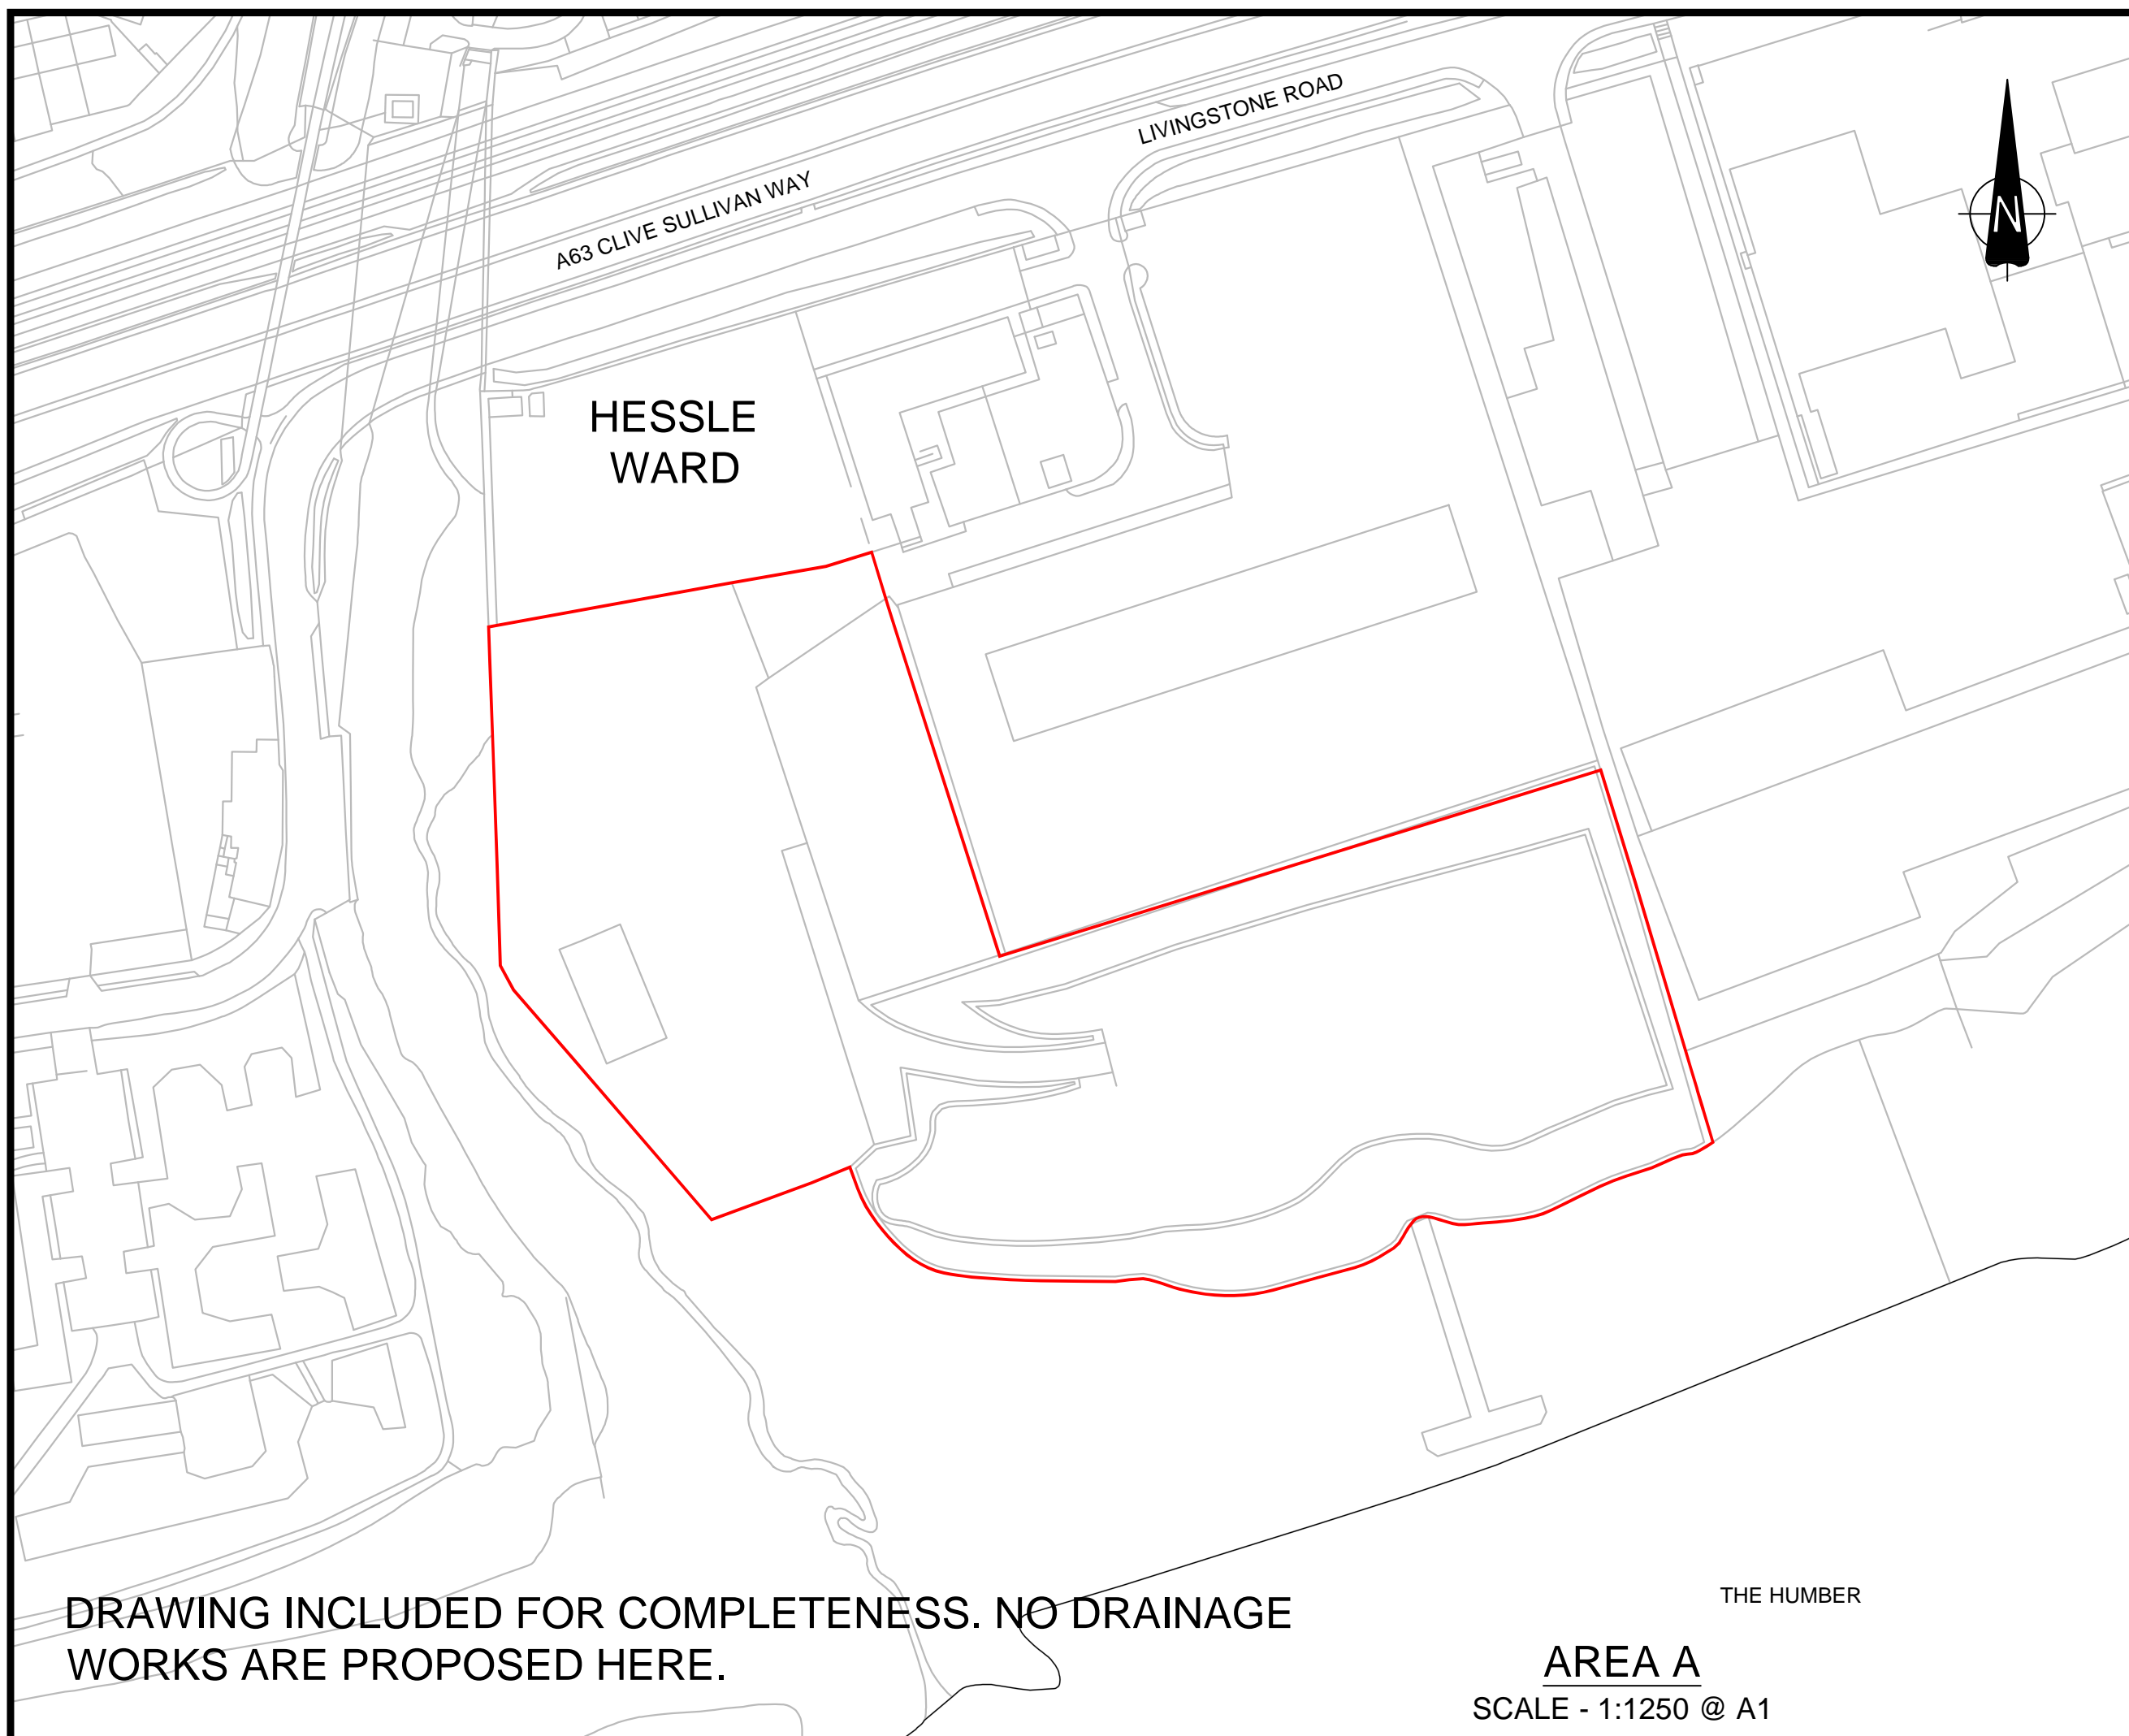 LIVINGSTONE ROAD
A63 CLIVE SULLIVAN WAY
N
HESSLE
WARD
DRAWING INCLUDED FOR COMPLETENESS. NO DRAINAGE
WORKS ARE PROPOSED HERE.
THE HUMBER
AREA A
SCALE - 1:1250 @ A1